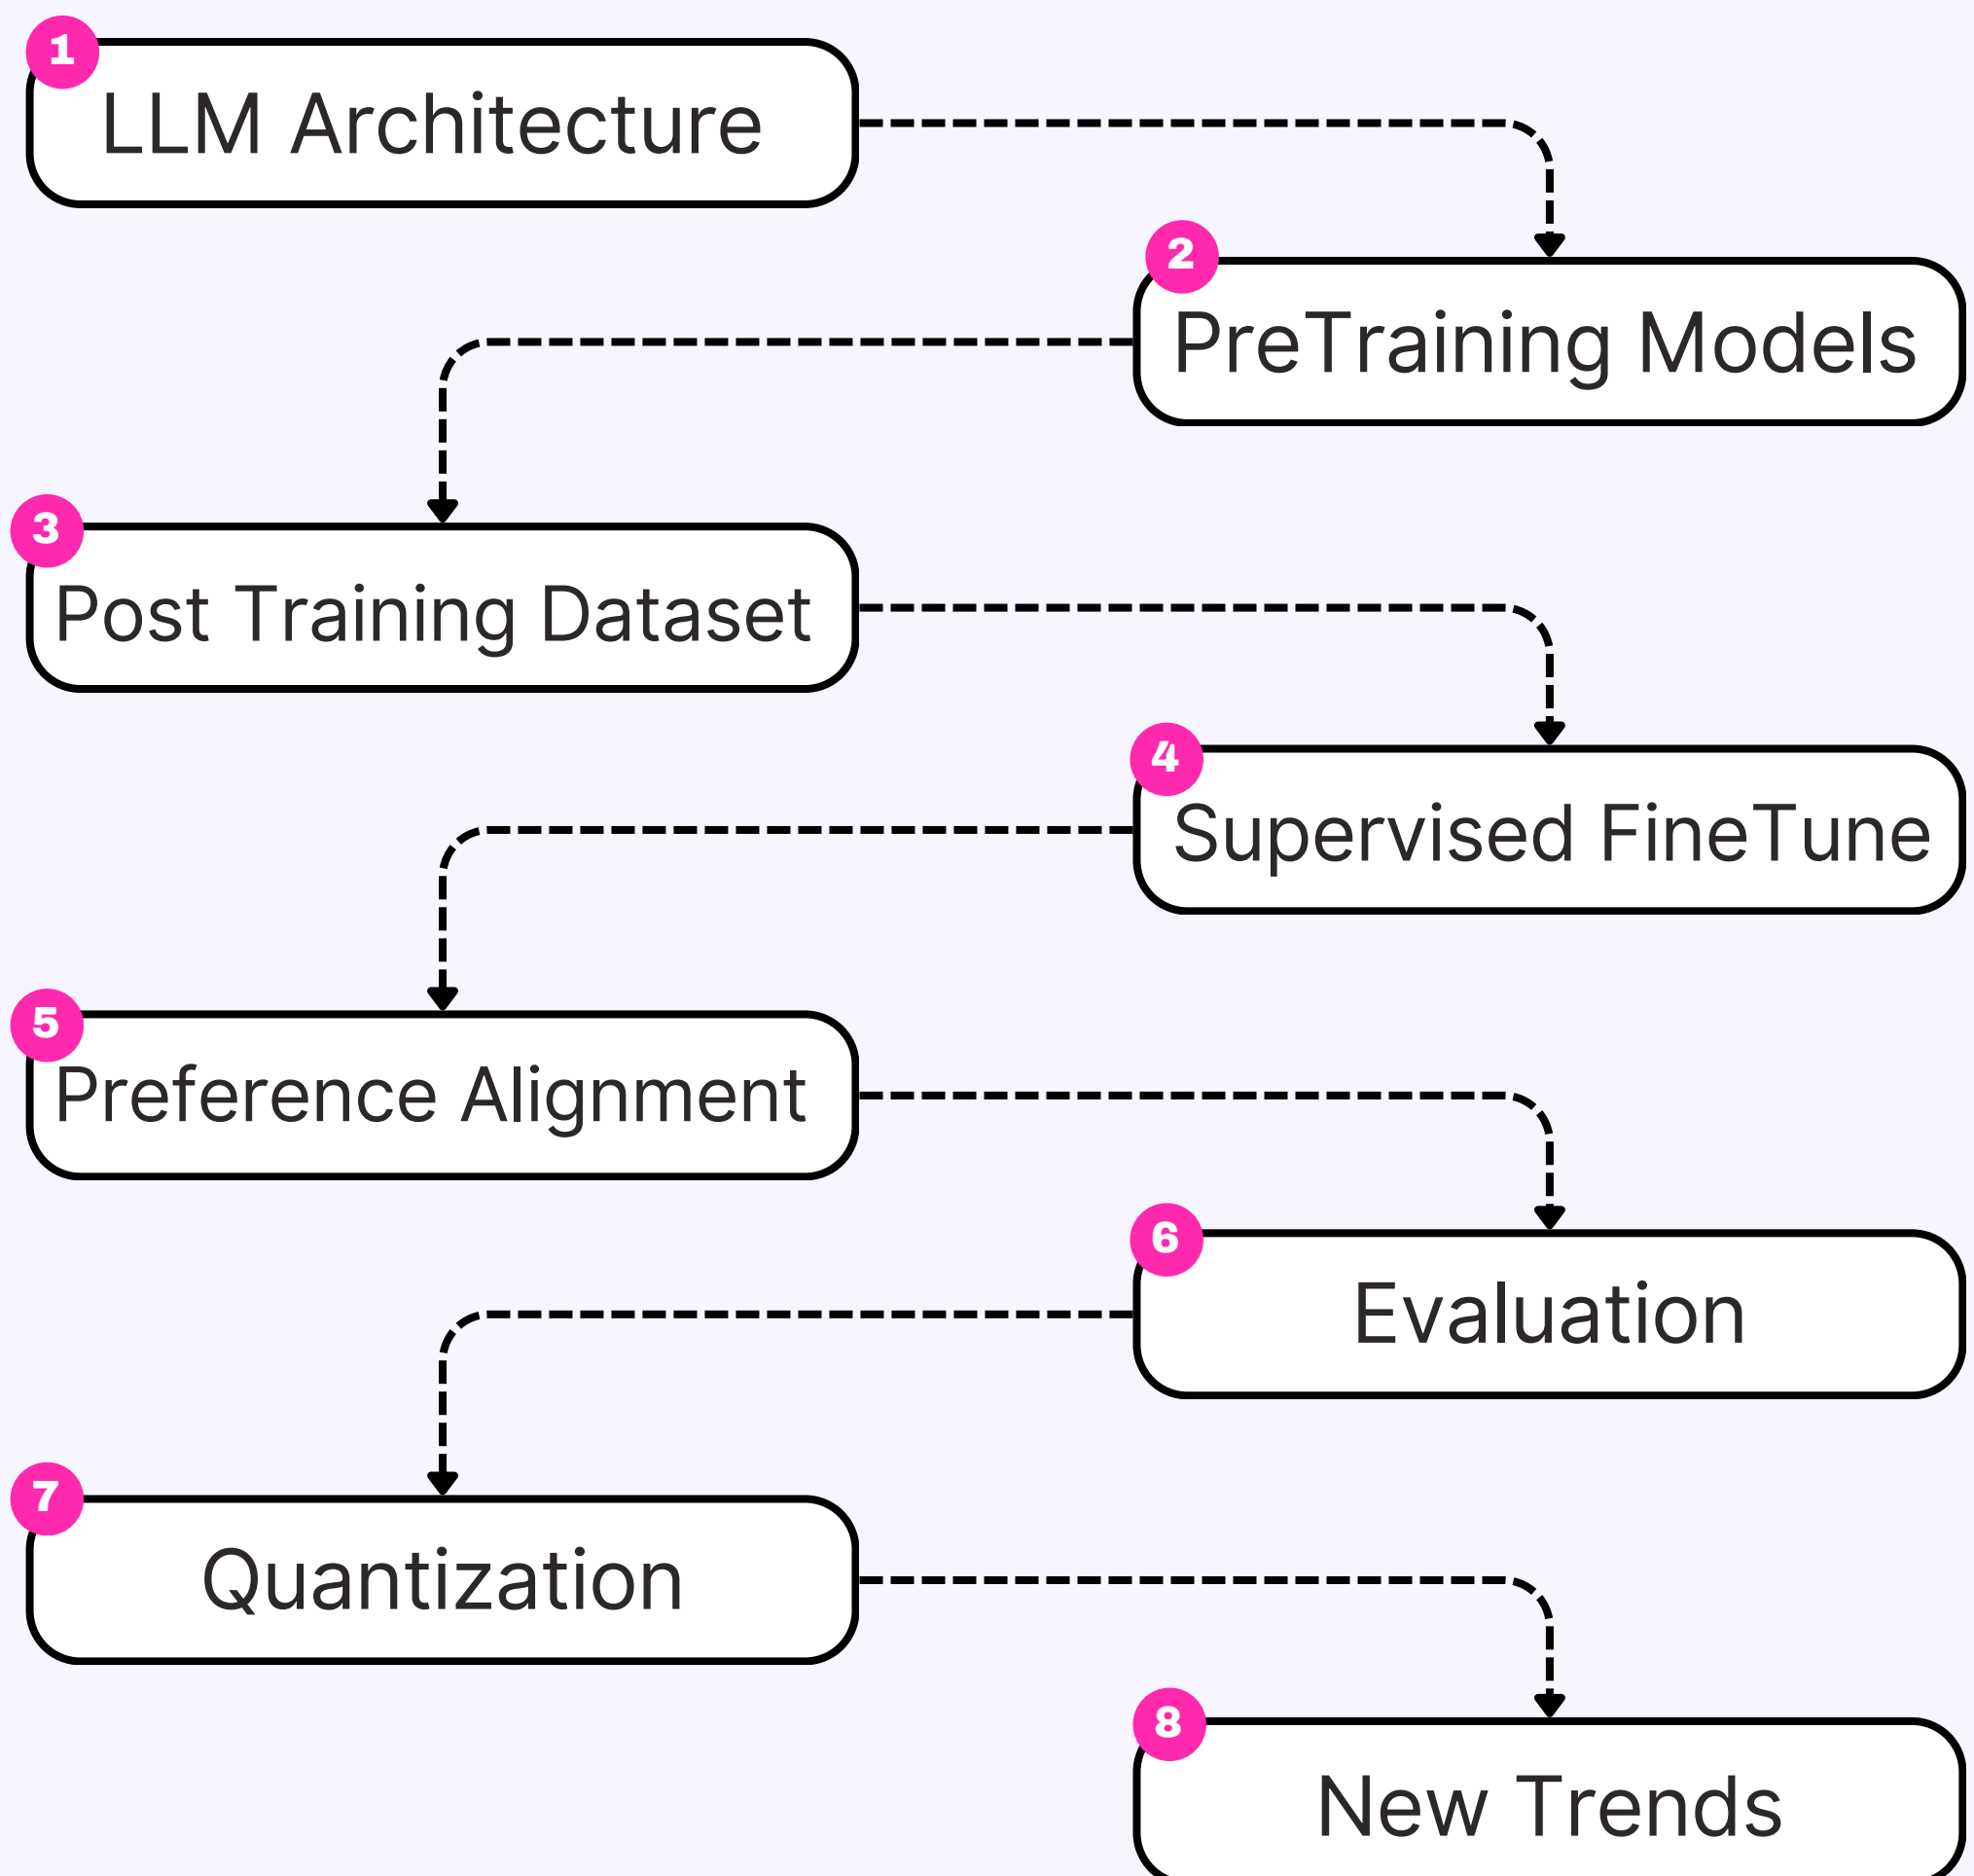 1
LLM Architecture
2
PreTraining Models
3
Post Training Dataset
4
Supervised FineTune
5
Preference Alignment
6
Evaluation
7
Quantization
8
New Trends